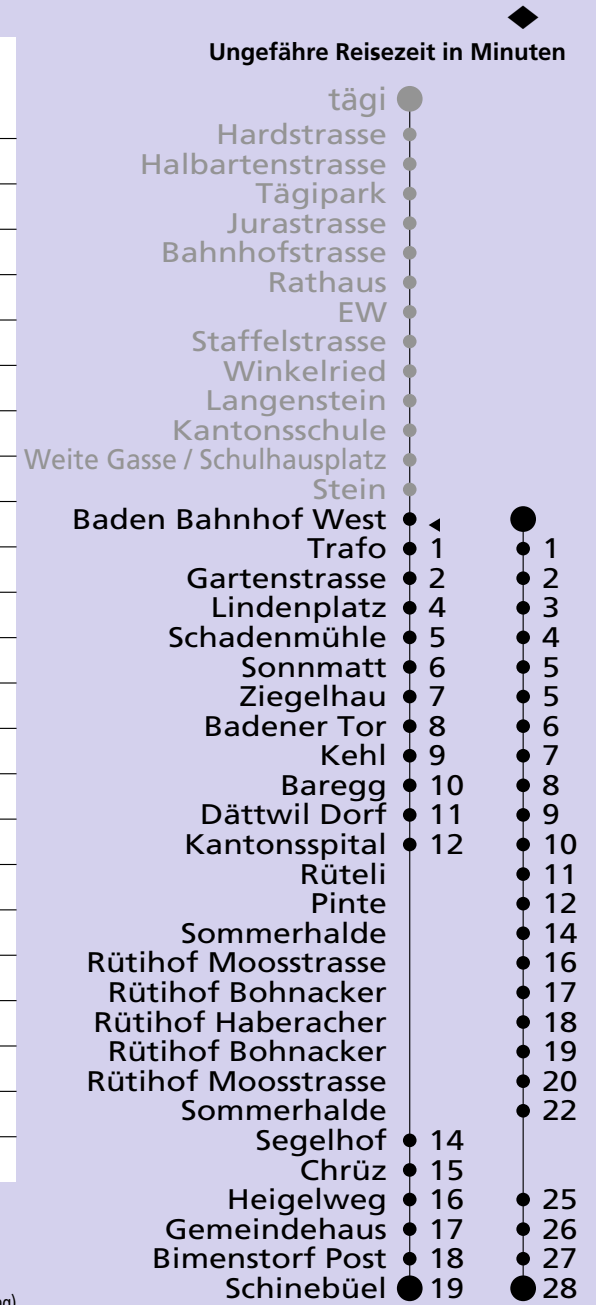 ◆
Ungefähre Reisezeit in Minuten
tägi
Hardstrasse
Halbartenstrasse
Tägipark
Jurastrasse
Bahnhofstrasse
Rathaus
EW
Staffelstrasse
Winkelried
Langenstein
Kantonsschule
Weite Gasse / Schulhausplatz
Stein
Baden Bahnhof West
Trafo 1 1
Gartenstrasse 2 2
Lindenplatz 4 3
Schadenmühle 5 4
Sonnmatt 6 5
Ziegelhau 7 5
Badener Tor 8 6
Kehl 9 7
Baregg 10 8
Dättwil Dorf 11 9
Kantonsspital 12 10
Rüteli 11
Pinte 12
Sommerhalde 14
Rütihof Moosstrasse 16
Rütihof Bohnacker 17
Rütihof Haberacher 18
Rütihof Bohnacker 19
Rütihof Moosstrasse 20
Sommerhalde 22
Segelhof 14
Chrüz 15
Heigelweg 16 25
Gemeindehaus 17 26
Bimenstorf Post 18 27
Schinebüel 19 28